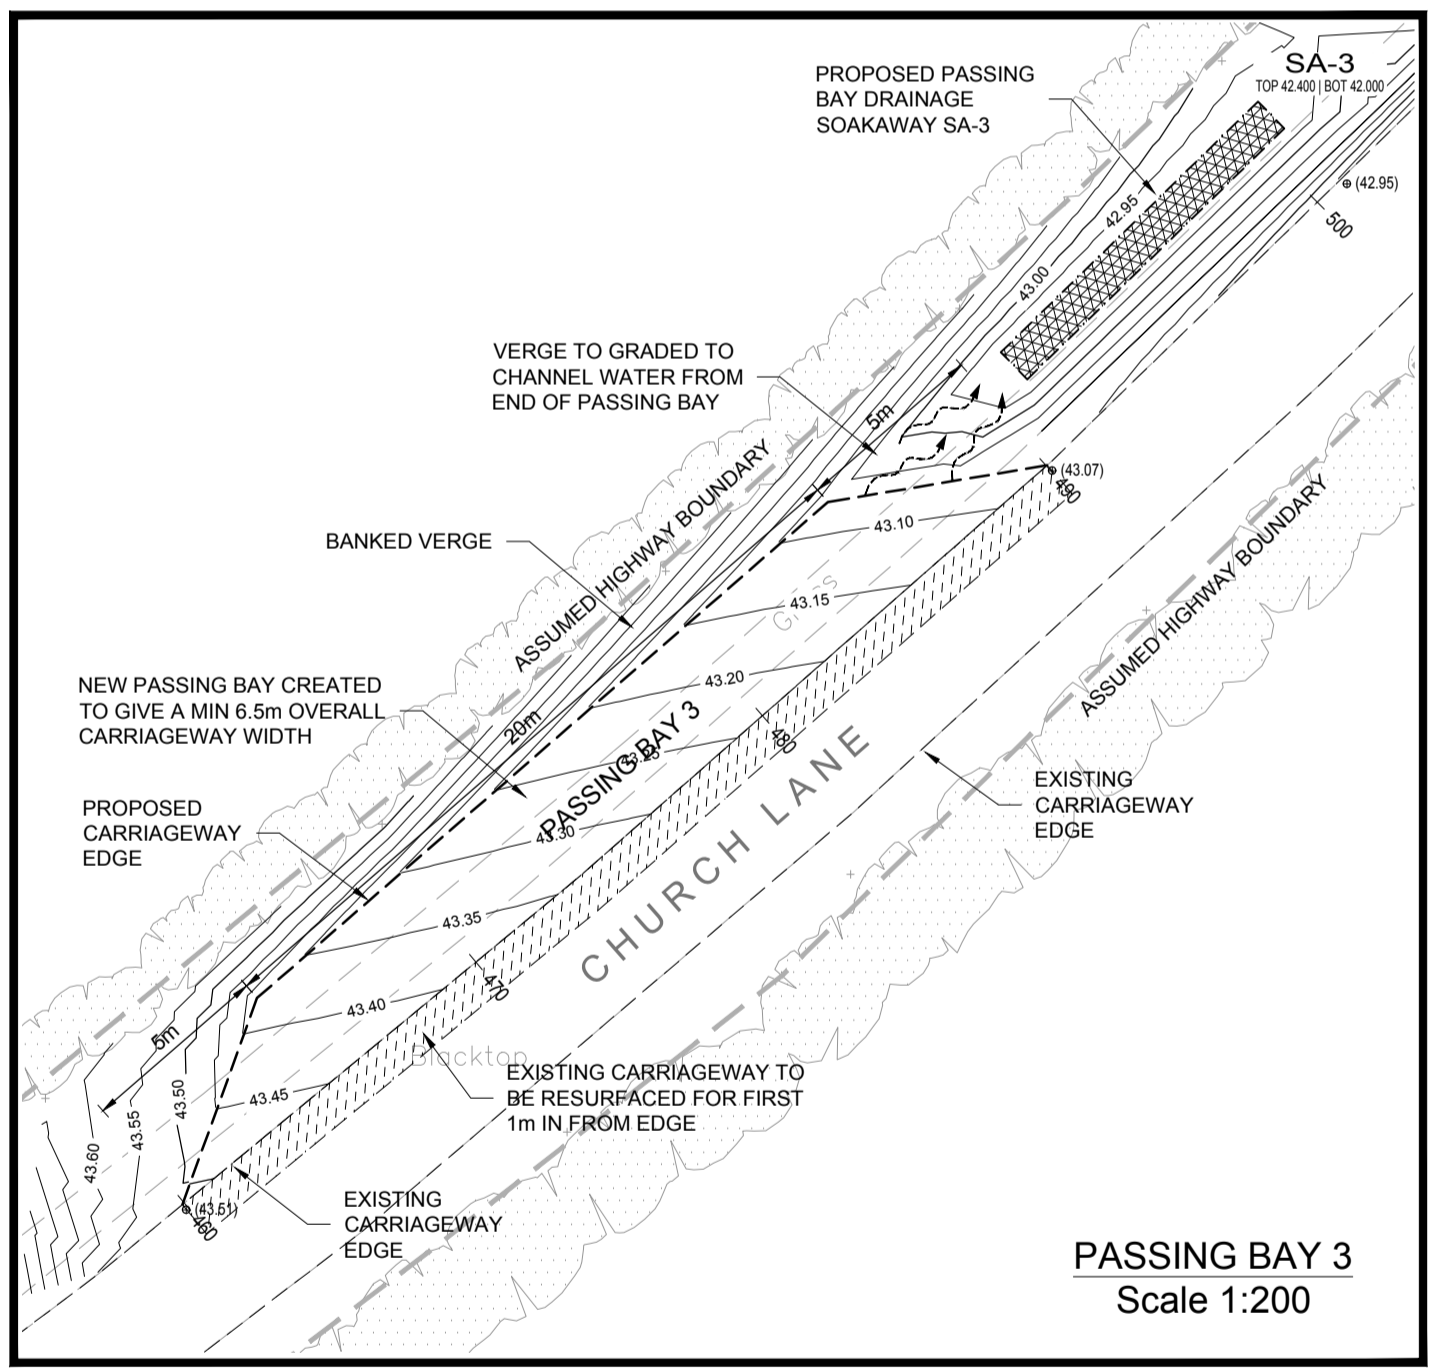 SA-3
TOP 42.400 | BOT 42.000
PROPOSED PASSING
BAY DRAINAGE
SOAKAWAY SA-3
(42.95)
500
42.95
43.00
VERGE TO GRADED TO
CHANNEL WATER FROM
END OF PASSING BAY
5m
(43.07)
490
ASSUMED HIGHWAY BOUNDARY
BANKED VERGE
43.10
43.15
Grass
43.20
ASSUMED HIGHWAY BOUNDARY
NEW PASSING BAY CREATED
TO GIVE A MIN 6.5m OVERALL
CARRIAGEWAY WIDTH
20m
PASSING BAY 3
43.25
43.30
480
CHURCH LANE
EXISTING
CARRIAGEWAY
EDGE
PROPOSED
CARRIAGEWAY
EDGE
43.35
470
43.40
5m
Blacktop
43.45
EXISTING CARRIAGEWAY TO
BE RESURFACED FOR FIRST
1m IN FROM EDGE
43.50
43.55
43.60
(43.51)
460
EXISTING
CARRIAGEWAY
EDGE
PASSING BAY 3
Scale 1:200